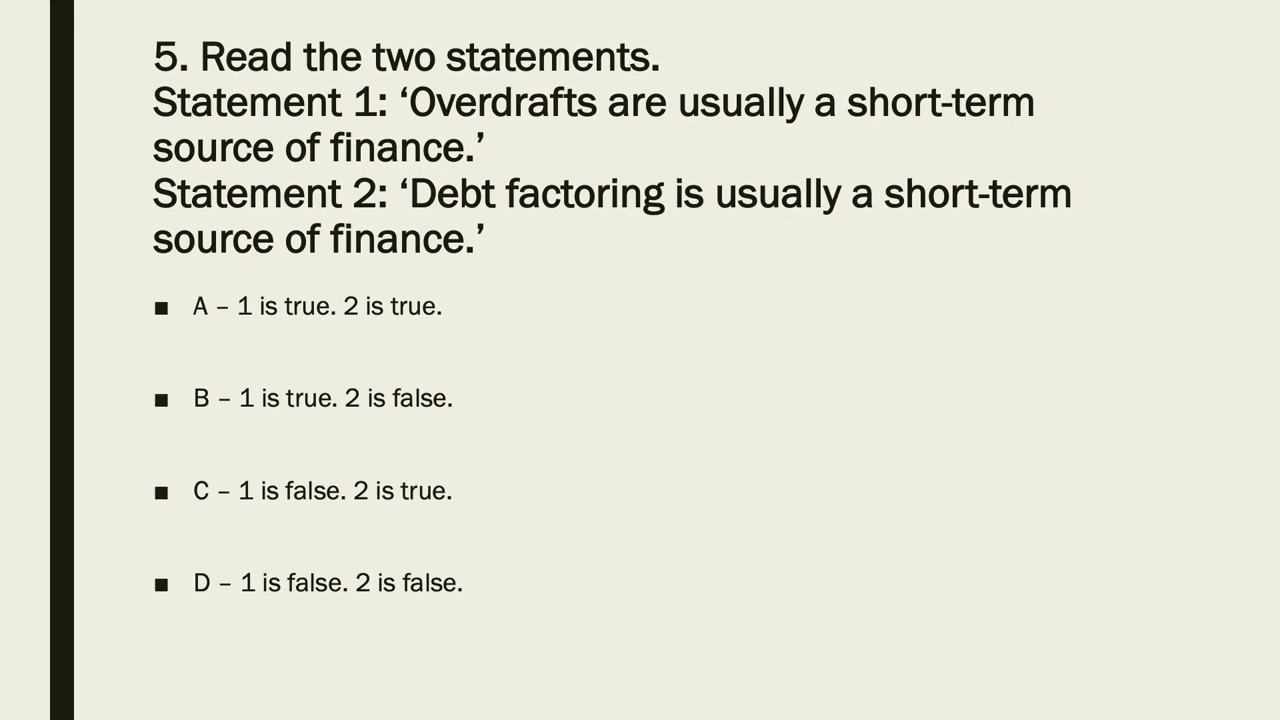 5. Read the two statements.
Statement 1: ‘Overdrafts are usually a short-term
source of finance.’
Statement 2: ‘Debt factoring is usually a short-term
source of finance.’
■ A – 1 is true. 2 is true.
■ B – 1 is true. 2 is false.
■ C – 1 is false. 2 is true.
■ D – 1 is false. 2 is false.